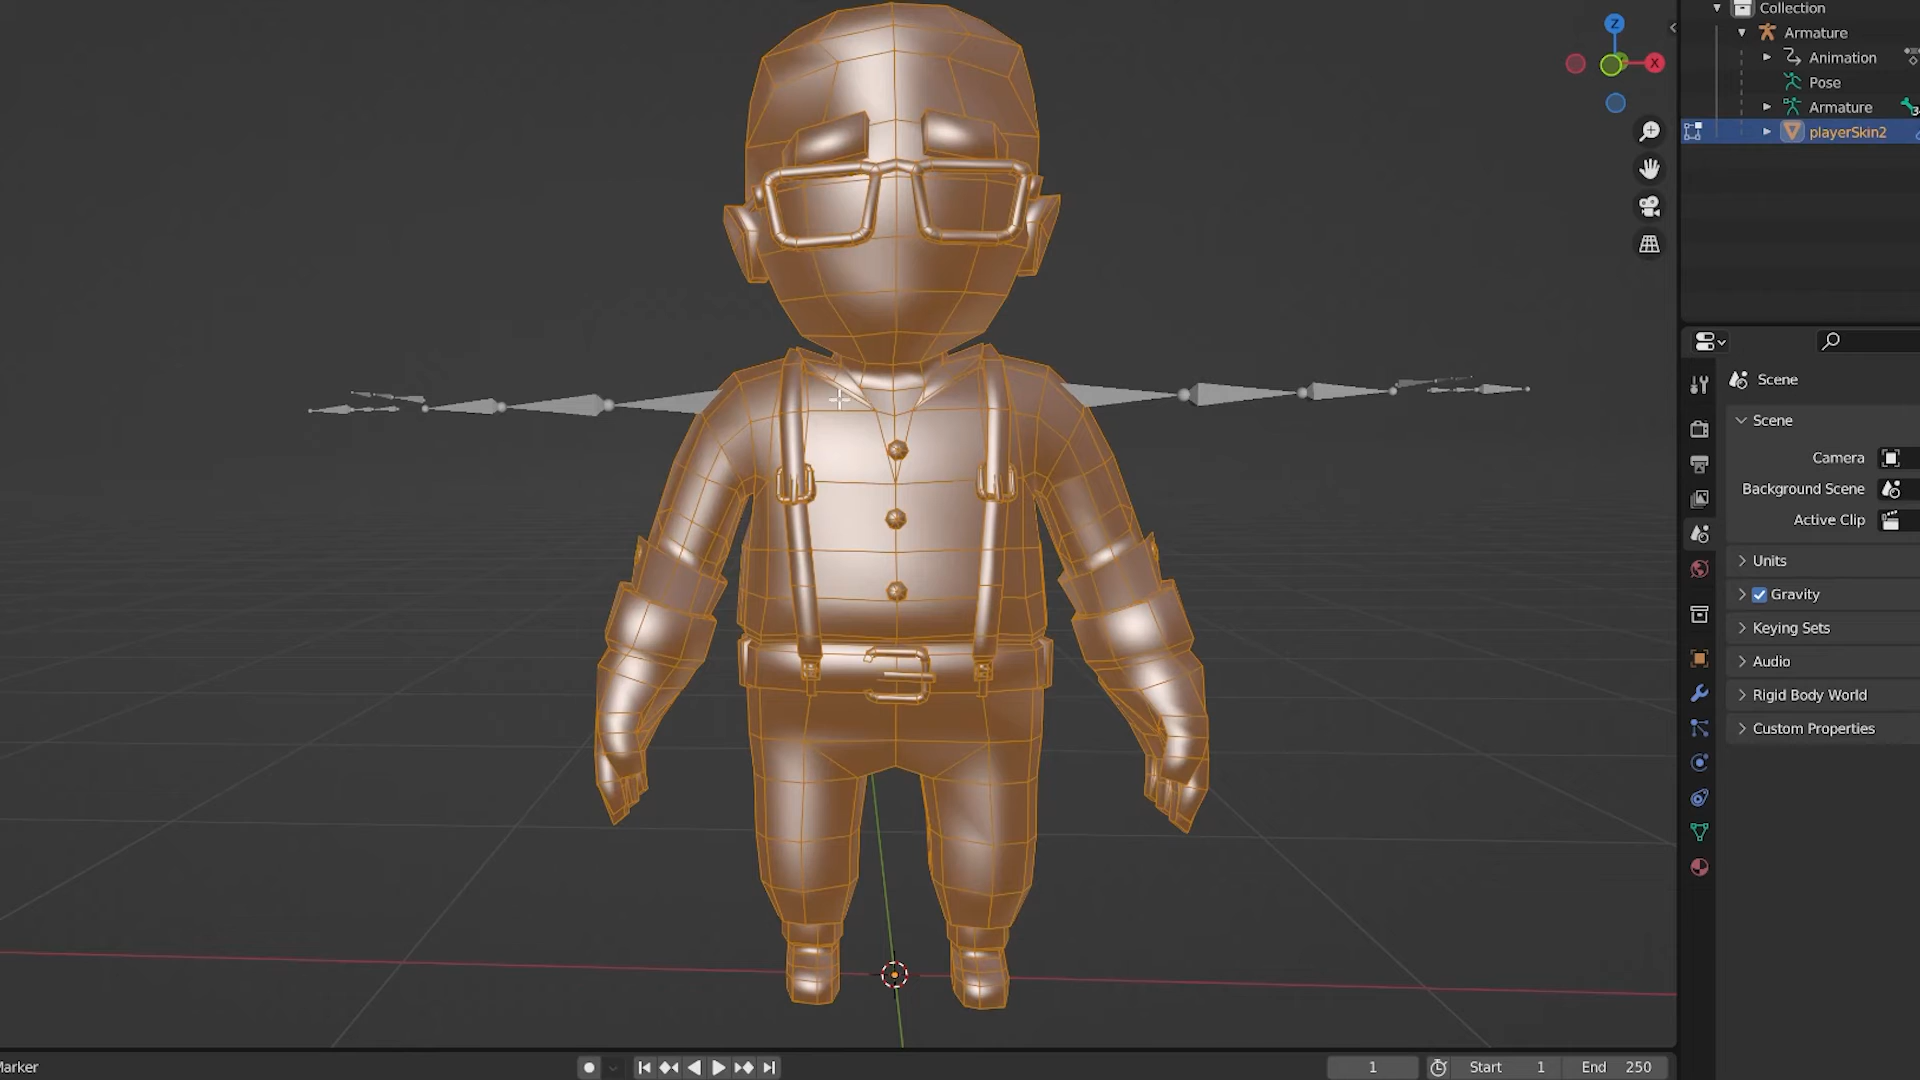 Collection
Armature
Animation
Pose
Armature
playerSkin2
Z
X
Scene
Scene
Camera
Background Scene
Active Clip
Units
Gravity
Keying Sets
Audio
Rigid Body World
Custom Properties
1
Start 1
End 250